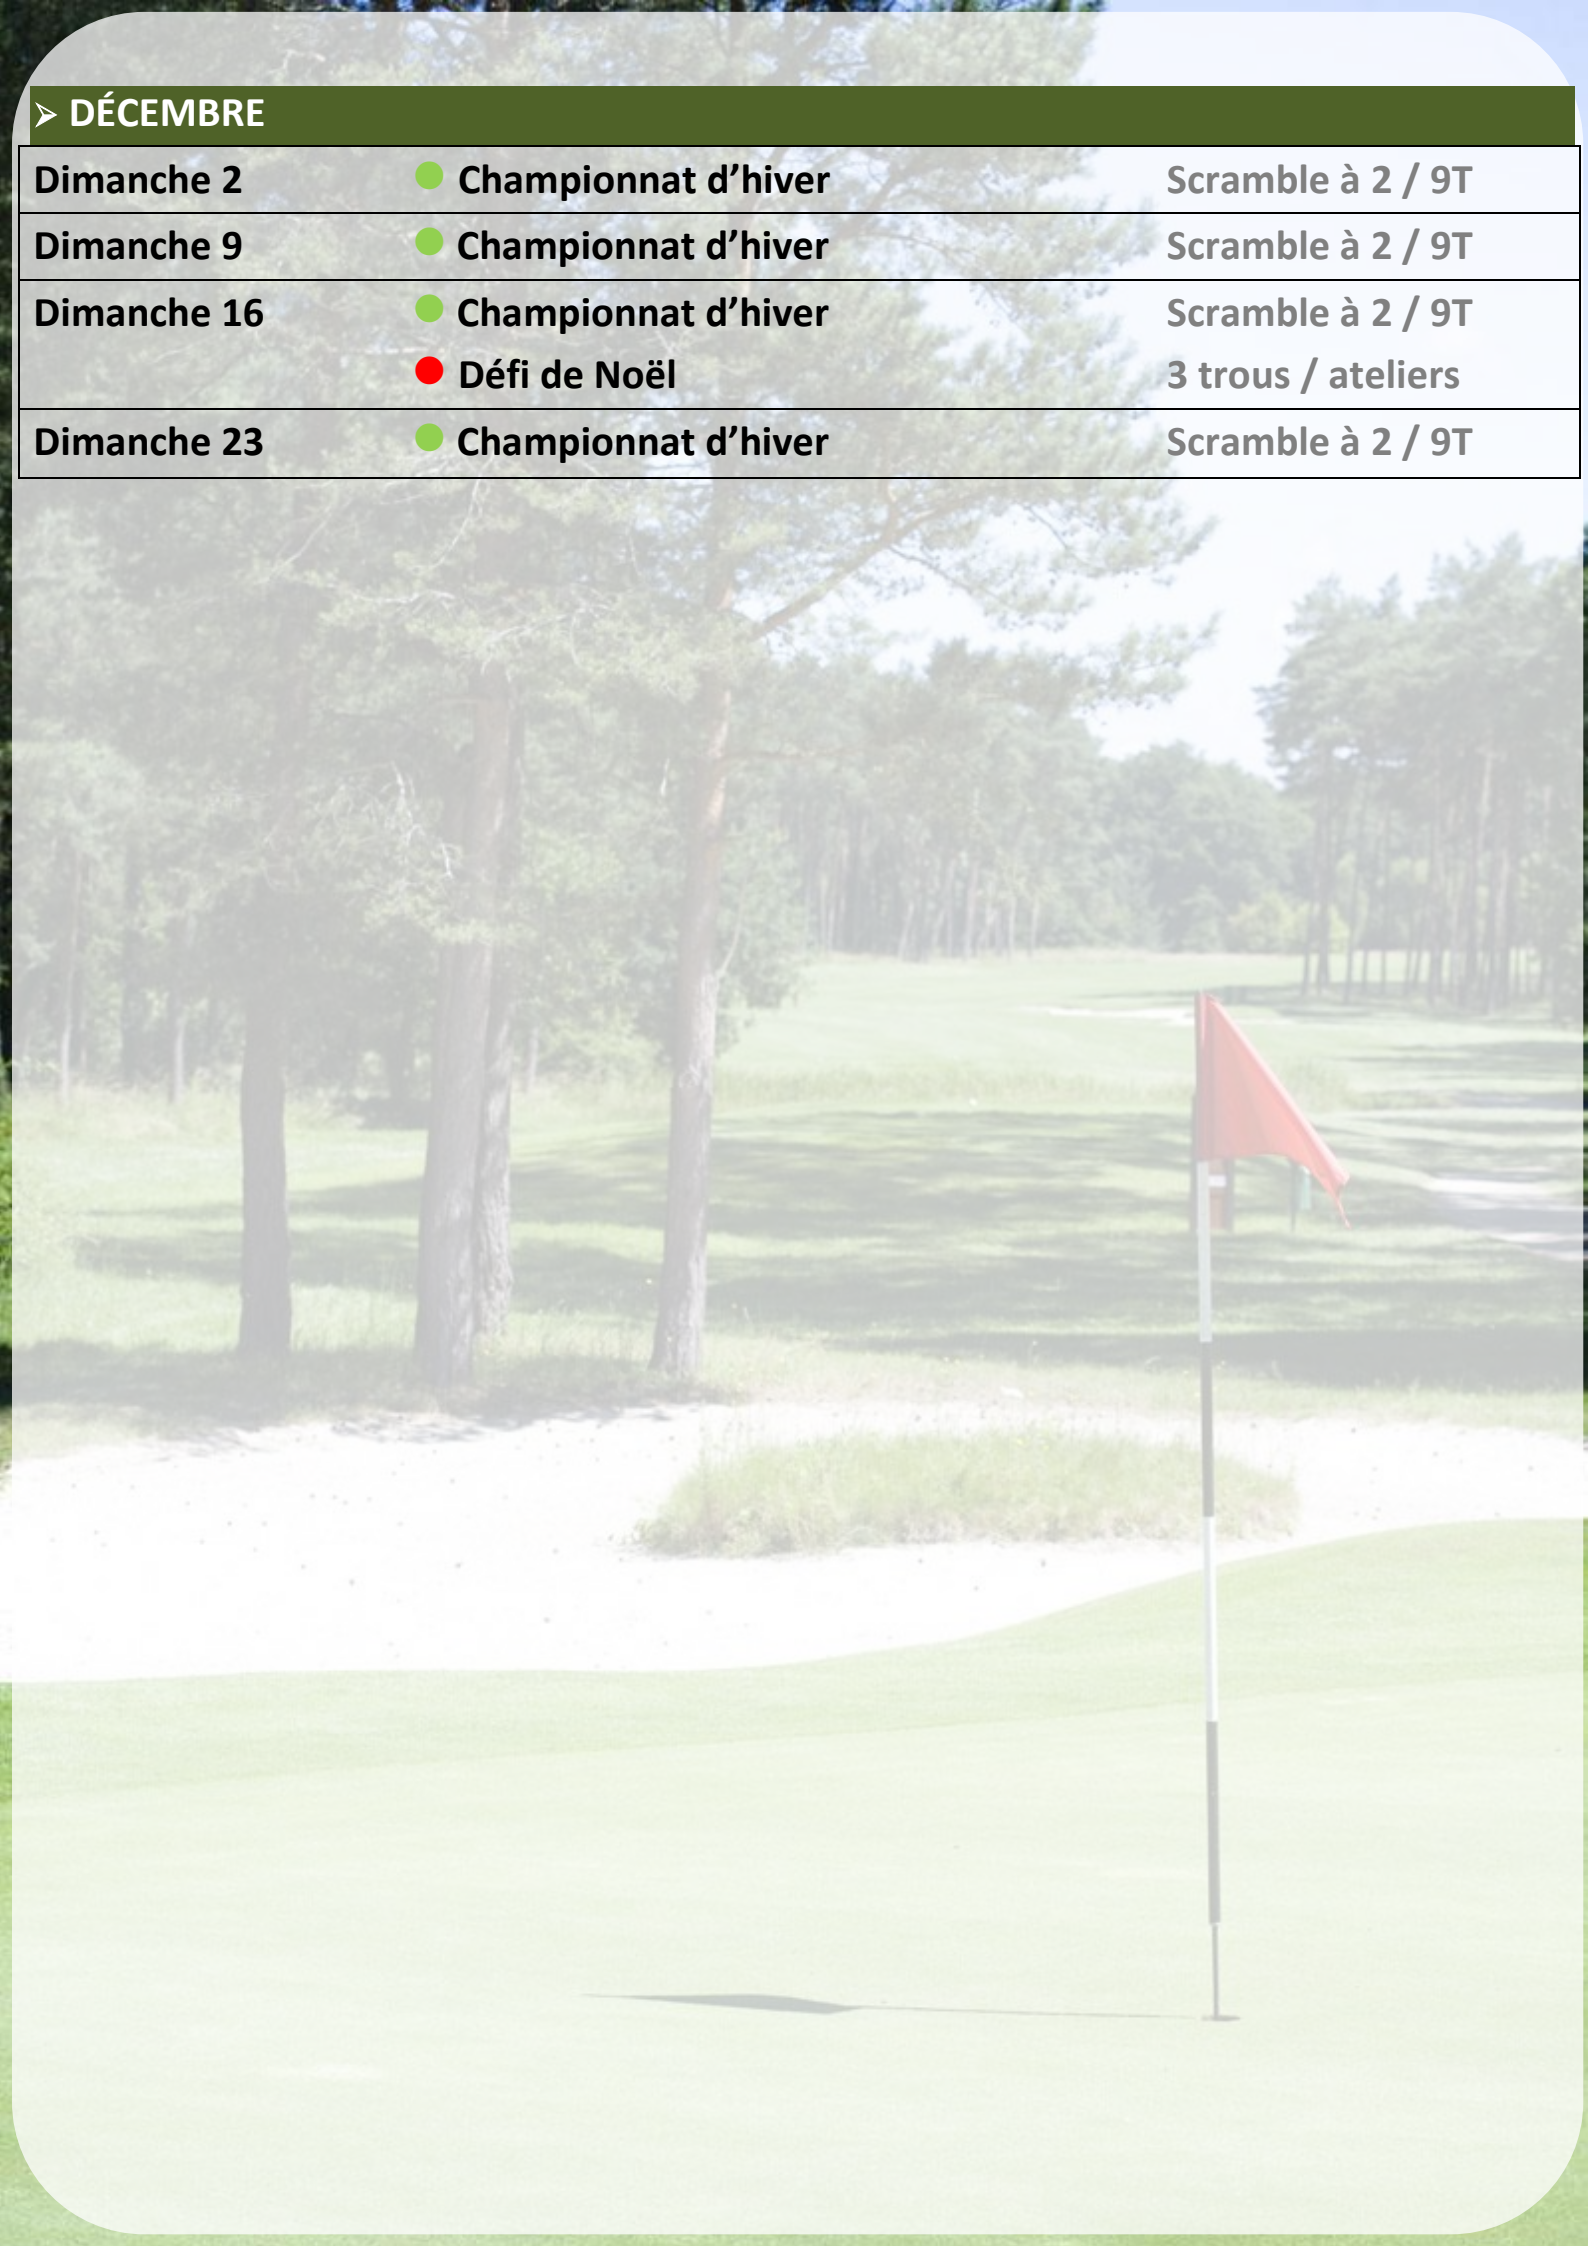 ➢ DÉCEMBRE
Dimanche 2 ● Championnat d’hiver Scramble à 2 / 9T
Dimanche 9 ● Championnat d’hiver Scramble à 2 / 9T
Dimanche 16 ● Championnat d’hiver Scramble à 2 / 9T
● Défi de Noël 3 trous / ateliers
Dimanche 23 ● Championnat d’hiver Scramble à 2 / 9T